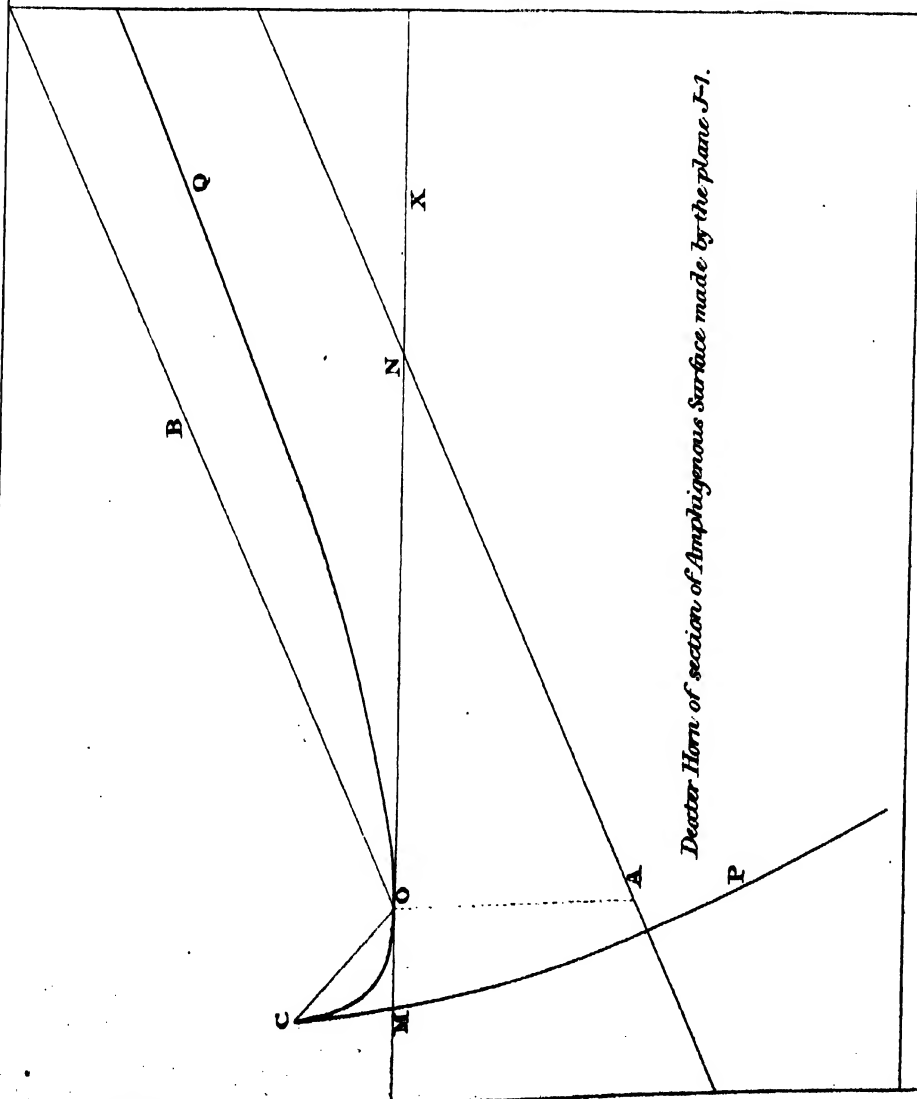 B
Q
C
M O N X
A
Dexter Horn of section of Amphigenous Surface made by the plane J-1.
P